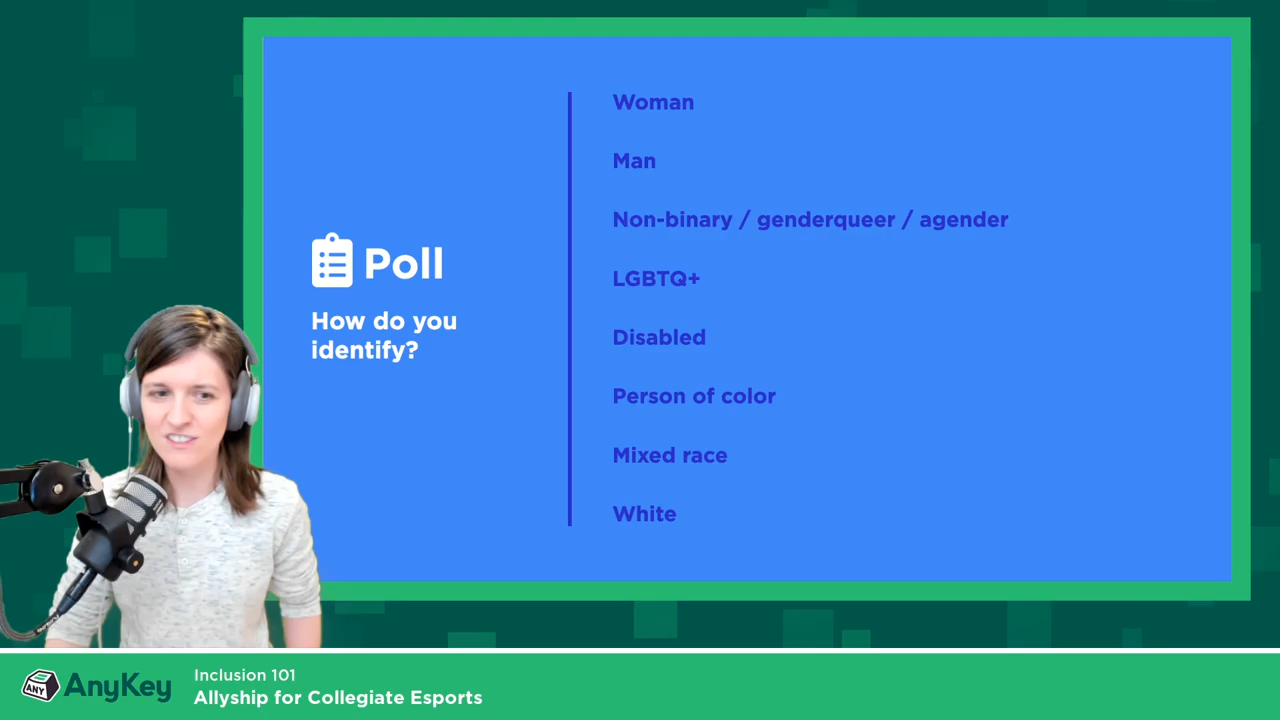 Poll
How do you
identify?
Woman
Man
Non-binary / genderqueer / agender
LGBTQ+
Disabled
Person of color
Mixed race
White
ANY
AnyKey
Inclusion 101
Allyship for Collegiate Esports